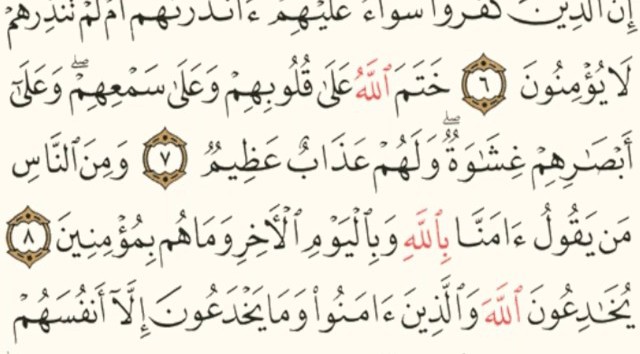 إِنَّ ٱلَّذِينَ كَفَرُوا۟ سَوَآءٌ عَلَيْهِمْ ءَأَنذَرْتَهُمْ أَمْ لَمْ تُنذِرْهُمْ
لَا يُؤْمِنُونَ ٦ خَتَمَ ٱللَّهُ عَلَىٰ قُلُوبِهِمْ وَعَلَىٰ سَمْعِهِمْ ۖ وَعَلَىٰٓ
أَبْصَـٰرِهِمْ غِشَـٰوَةٌ ۖ وَلَهُمْ عَذَابٌ عَظِيمٌ ٧ وَمِنَ ٱلنَّاسِ
مَن يَقُولُ ءَامَنَّا بِٱللَّهِ وَبِٱلْيَوْمِ ٱلْـَٔاخِرِ وَمَا هُم بِمُؤْمِنِينَ ٨
يُخَـٰدِعُونَ ٱللَّهَ وَٱلَّذِينَ ءَامَنُوا۟ وَمَا يَخْدَعُونَ إِلَّآ أَنفُسَهُمْ